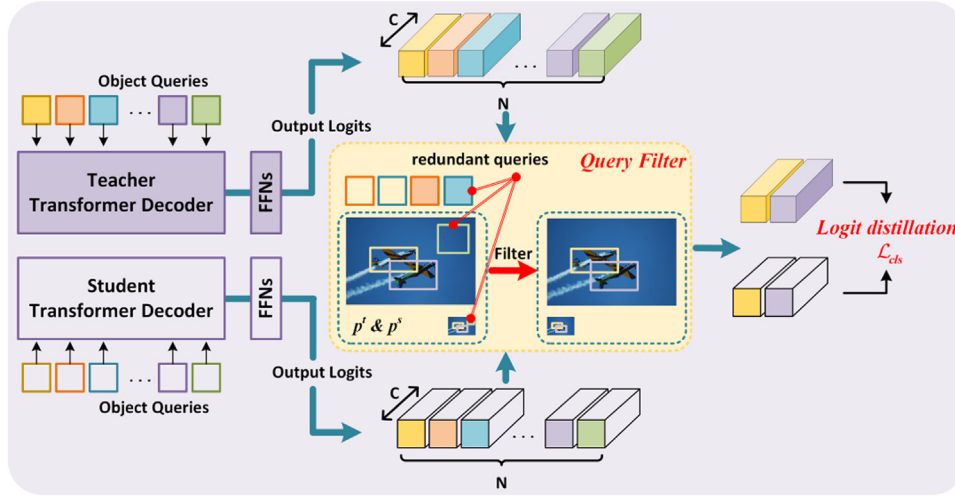 C
N
Object Queries
...
Teacher
Transformer Decoder
FFNs
Output Logits
...
redundant queries
Query Filter
Filter
pᵗ & pˢ
Logit distillation
ℒcls
Student
Transformer Decoder
FFNs
Output Logits
...
Object Queries
C
...
N